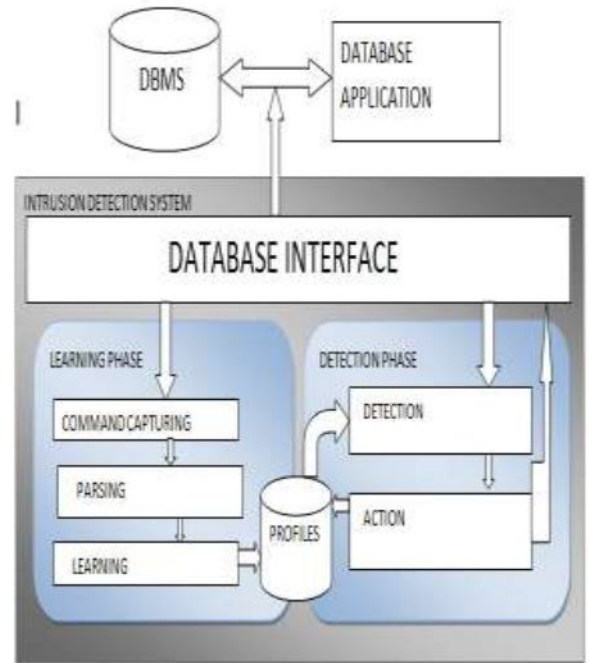 DBMS
DATABASE
APPLICATION
INTRUSION DETECTION SYSTEM
DATABASE INTERFACE
LEARNING PHASE
DETECTION PHASE
COMMAND CAPTURING
DETECTION
PARSING
PROFILES
ACTION
LEARNING